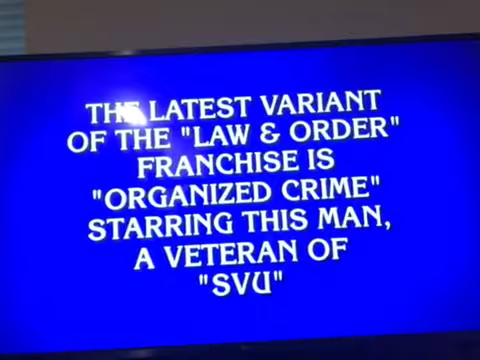 THE LATEST VARIANT
OF THE "LAW & ORDER"
FRANCHISE IS
"ORGANIZED CRIME"
STARRING THIS MAN,
A VETERAN OF
"SVU"